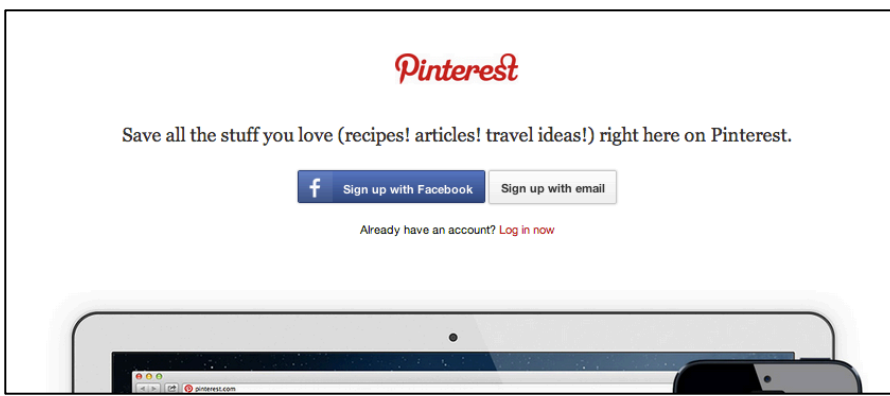 Pinterest
Save all the stuff you love (recipes! articles! travel ideas!) right here on Pinterest.
f Sign up with Facebook Sign up with email
Already have an account? Log in now
pinterest.com